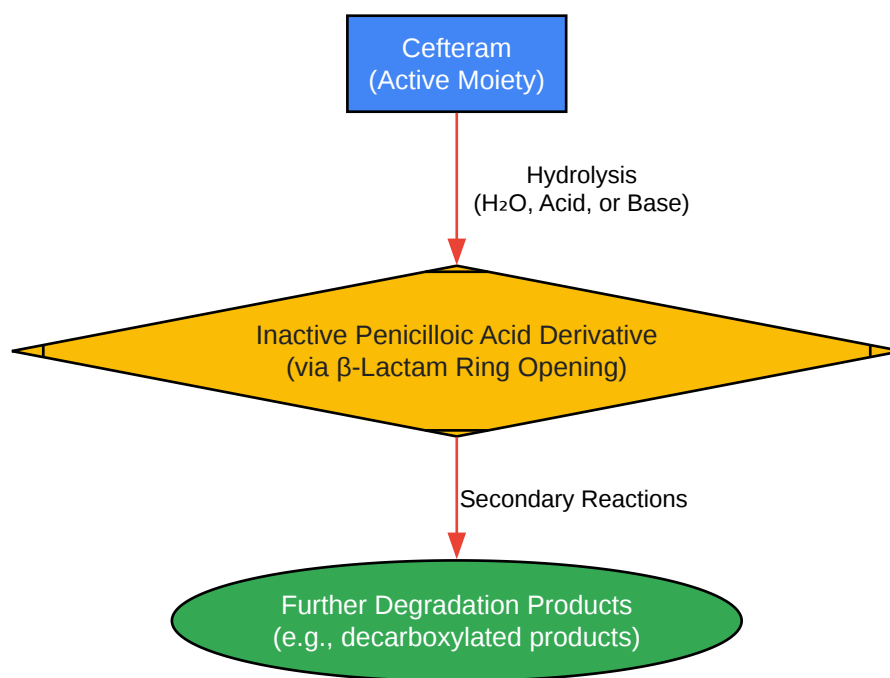 Cefteram
(Active Moiety)
Hydrolysis
(H₂O, Acid, or Base)
Inactive Penicilloic Acid Derivative
(via β-Lactam Ring Opening)
Secondary Reactions
Further Degradation Products
(e.g., decarboxylated products)